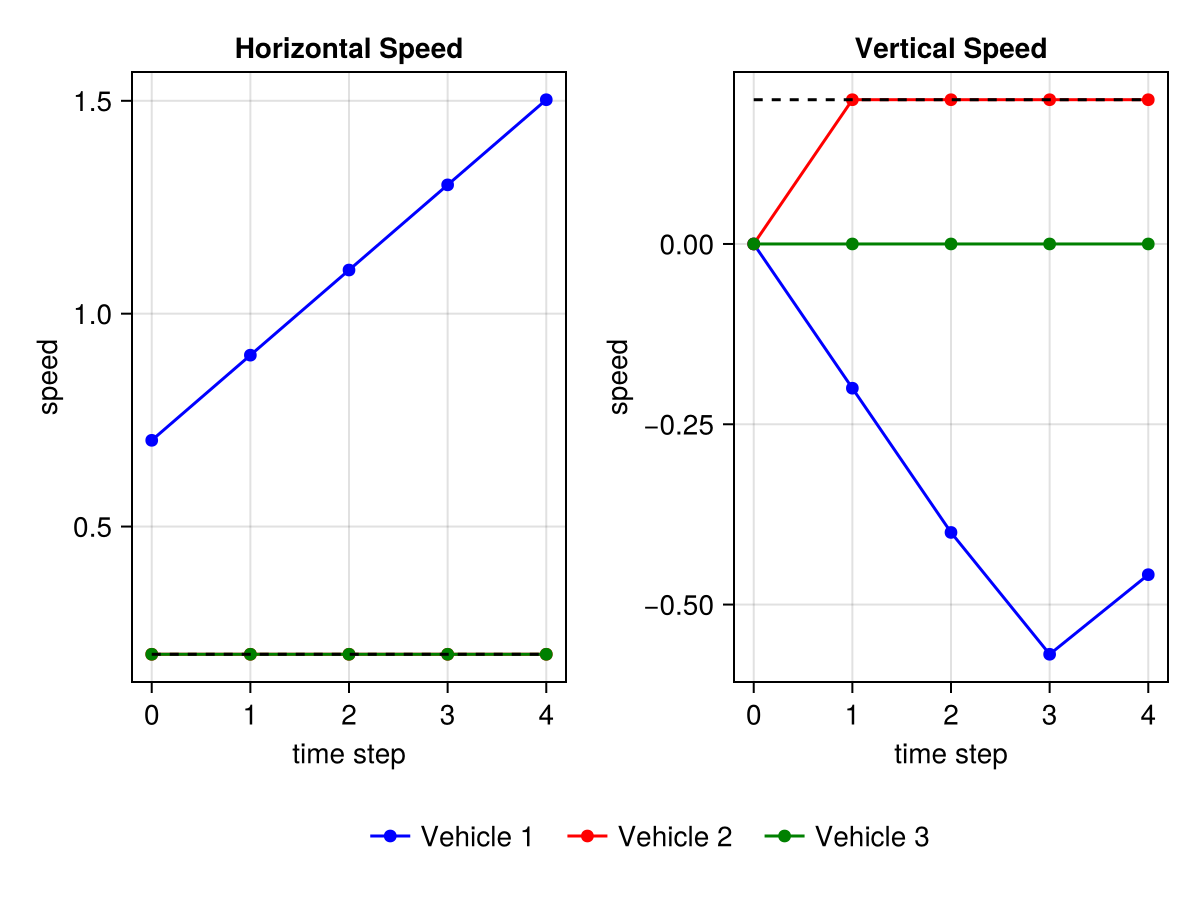 Horizontal Speed
Vertical Speed
1.5
1.0
0.5
speed
0 1 2 3 4
time step
0.00
−0.25
−0.50
speed
0 1 2 3 4
time step
Vehicle 1 Vehicle 2 Vehicle 3